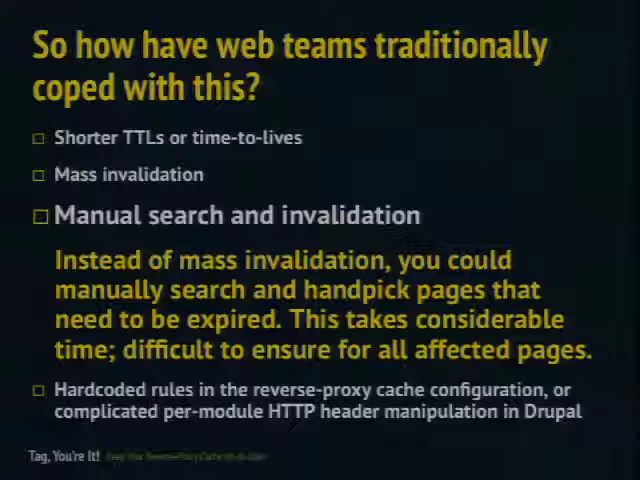 So how have web teams traditionally
coped with this?
Shorter TTLs or time-to-lives
Mass invalidation
Manual search and invalidation
Instead of mass invalidation, you could
manually search and handpick pages that
need to be expired. This takes considerable
time; difficult to ensure for all affected pages.
Hardcoded rules in the reverse-proxy cache configuration, or
complicated per-module HTTP header manipulation in Drupal
Tag, You're It!